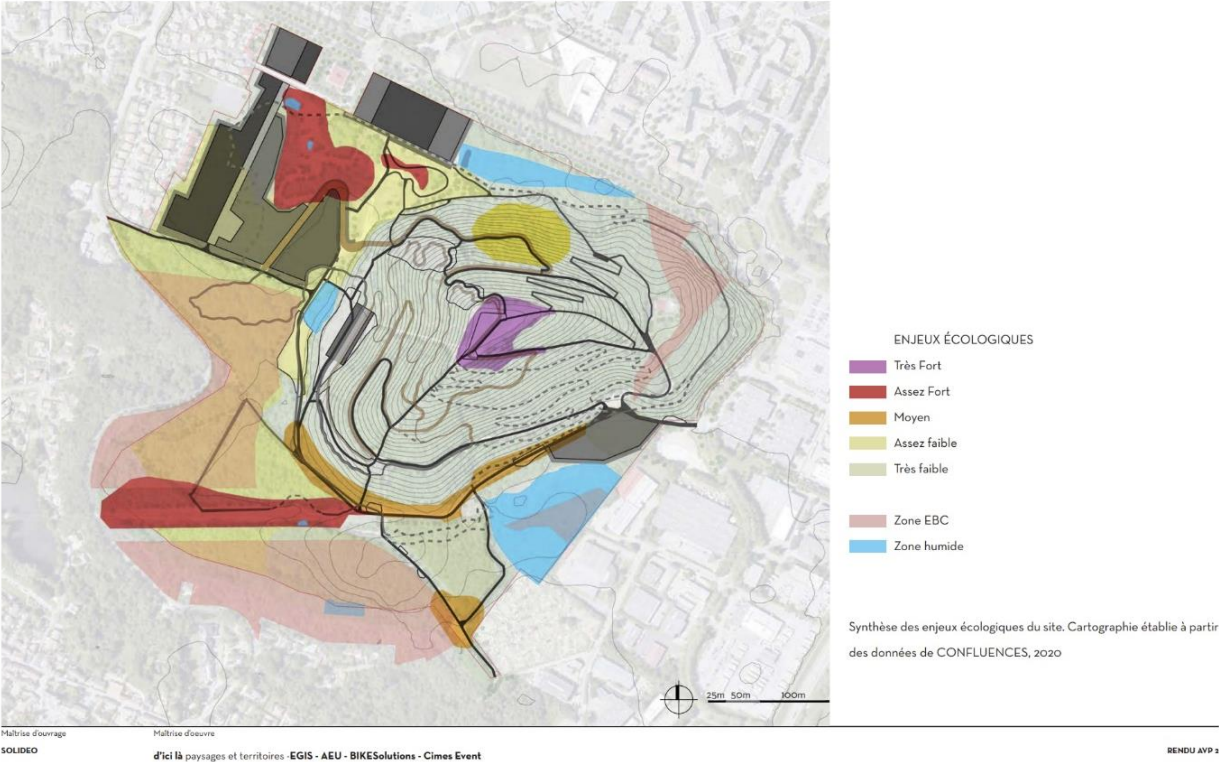 ENJEUX ÉCOLOGIQUES
Très Fort
Assez Fort
Moyen
Assez faible
Très faible
Zone EBC
Zone humide
Synthèse des enjeux écologiques du site. Cartographie établie à partir
des données de CONFLUENCES, 2020
25m 50m 100m
Maîtrise d'ouvrage
SOLIDEO
Maîtrise d'oeuvre
d'ici là paysages et territoires -EGIS - AEU - BIKESolutions - Cimes Event
RENDU AVP 2